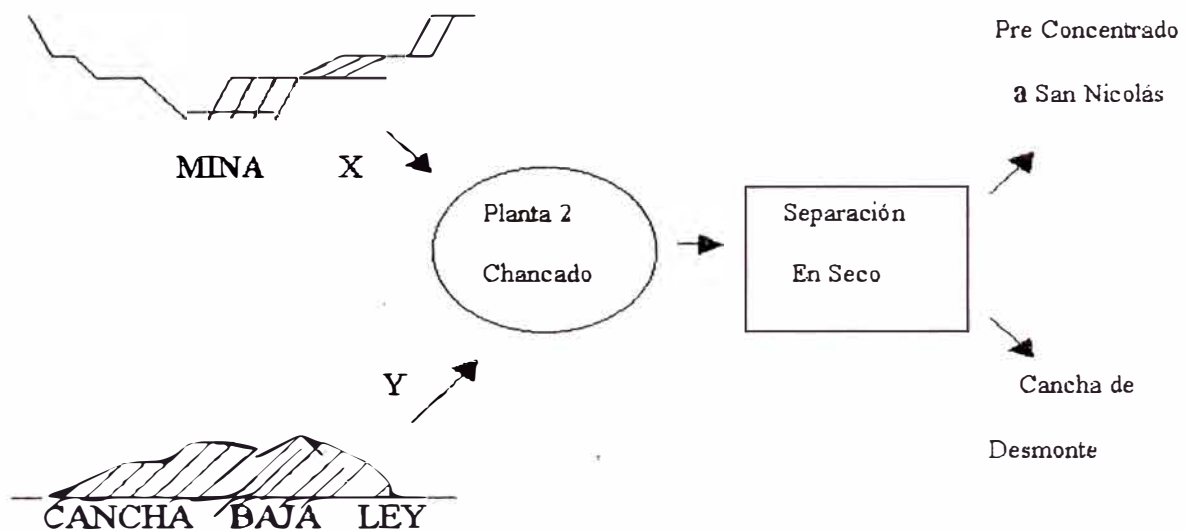 Pre Concentrado
a San Nicolás
MINA X
Planta 2
Chancado
Separación
En Seco
Y
Cancha de
Desmonte
CANCHA BAJA LEY